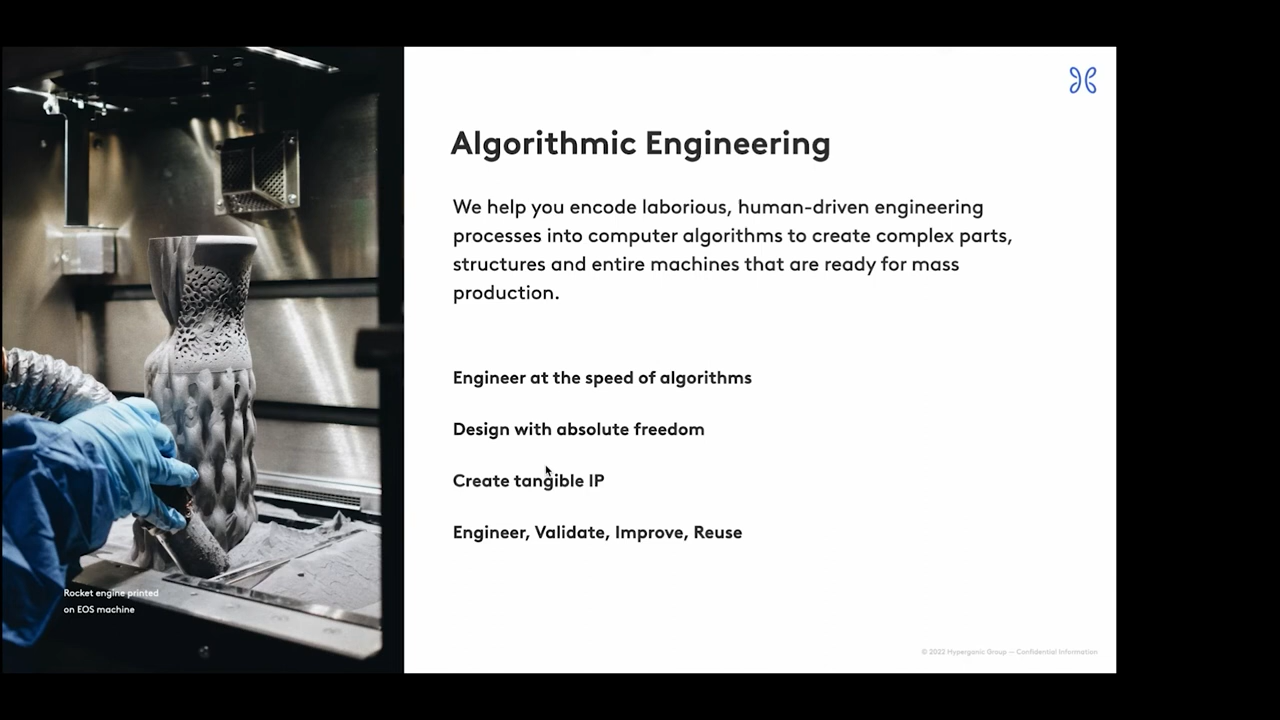 Algorithmic Engineering
We help you encode laborious, human-driven engineering
processes into computer algorithms to create complex parts,
structures and entire machines that are ready for mass
production.
Engineer at the speed of algorithms
Design with absolute freedom
Create tangible IP
Engineer, Validate, Improve, Reuse
Rocket engine printed
on EOS machine
© 2022 Hyperganic Group — Confidential Information